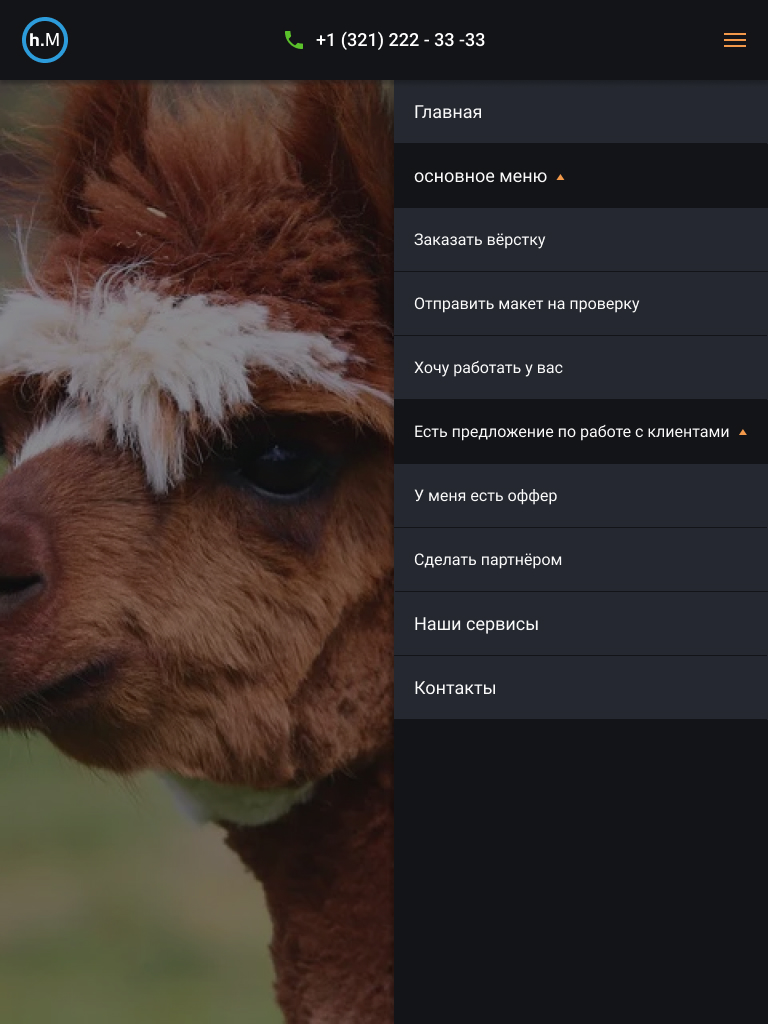 h.M
+1 (321) 222 - 33 -33
Главная
основное меню
Заказать вёрстку
Отправить макет на проверку
Хочу работать у вас
Есть предложение по работе с клиентами
У меня есть оффер
Сделать партнёром
Наши сервисы
Контакты